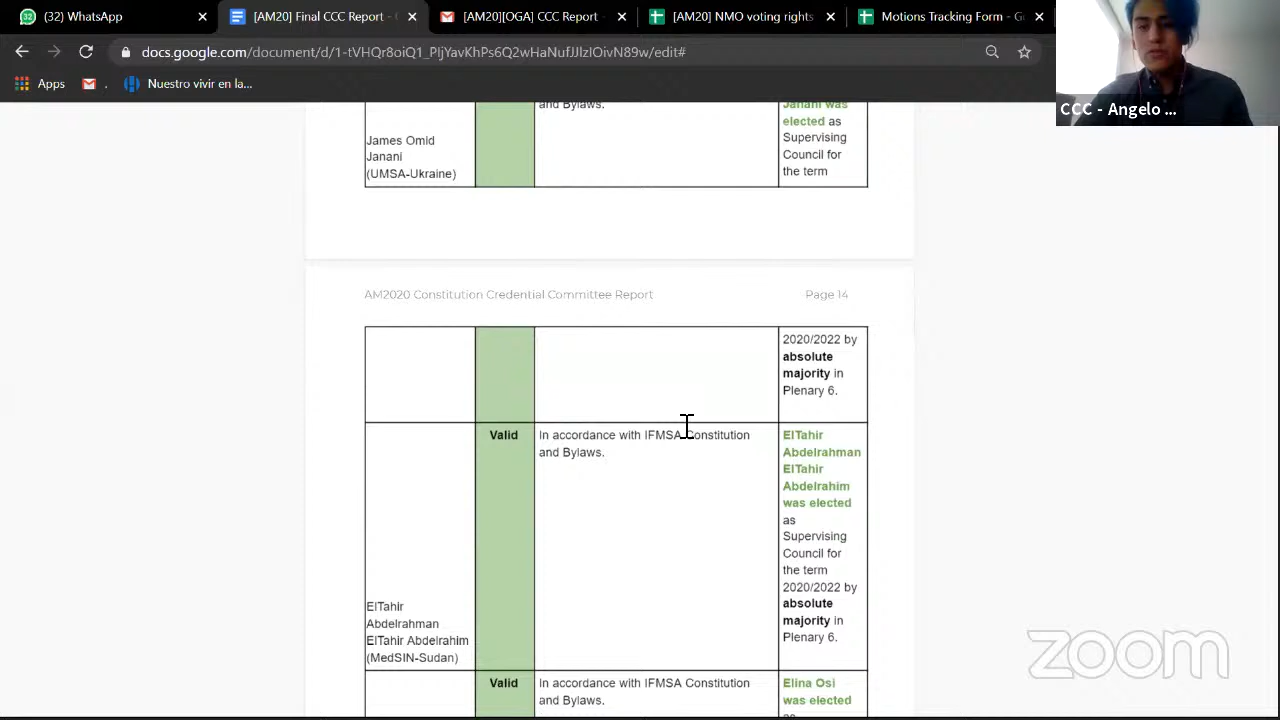 (32) WhatsApp
[AM20] Final CCC Report -
[AM20][OGA] CCC Report -
[AM20] NMO voting rights
Motions Tracking Form - G
docs.google.com/document/d/1-tVHQr8oiQ1_PljYavKhPs6Q2wHaNufJJIzIOivN89w/edit#
Apps
.
Nuestro vivir en la...
CCC - Angelo ...
James Omid
Janani
(UMSA-Ukraine)
and Bylaws.
Janani was
elected as
Supervising
Council for
the term
AM2020 Constitution Credential Committee Report
Page 14
2020/2022 by
absolute
majority in
Plenary 6.
ElTahir
Abdelrahman
ElTahir Abdelrahim
(MedSIN-Sudan)
Valid
In accordance with IFMSA Constitution
and Bylaws.
ElTahir
Abdelrahman
ElTahir
Abdelrahim
was elected
as
Supervising
Council for
the term
2020/2022 by
absolute
majority in
Plenary 6.
Valid
In accordance with IFMSA Constitution
and Bylaws.
Elina Osi
was elected
zoom